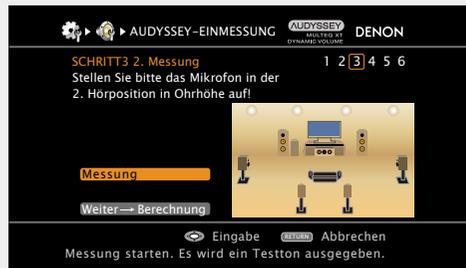 AUDYSSEY-EINMESSUNG
AUDYSSEY
MULTEQ XT
DYNAMIC VOLUME
DENON
SCHRITT3 2. Messung
1 2 3 4 5 6
Stellen Sie bitte das Mikrofon in der
2. Hörposition in Ohrhöhe auf!
Messung
Weiter→Berechnung
Eingabe
RETURN Abbrechen
Messung starten. Es wird ein Testton ausgegeben.